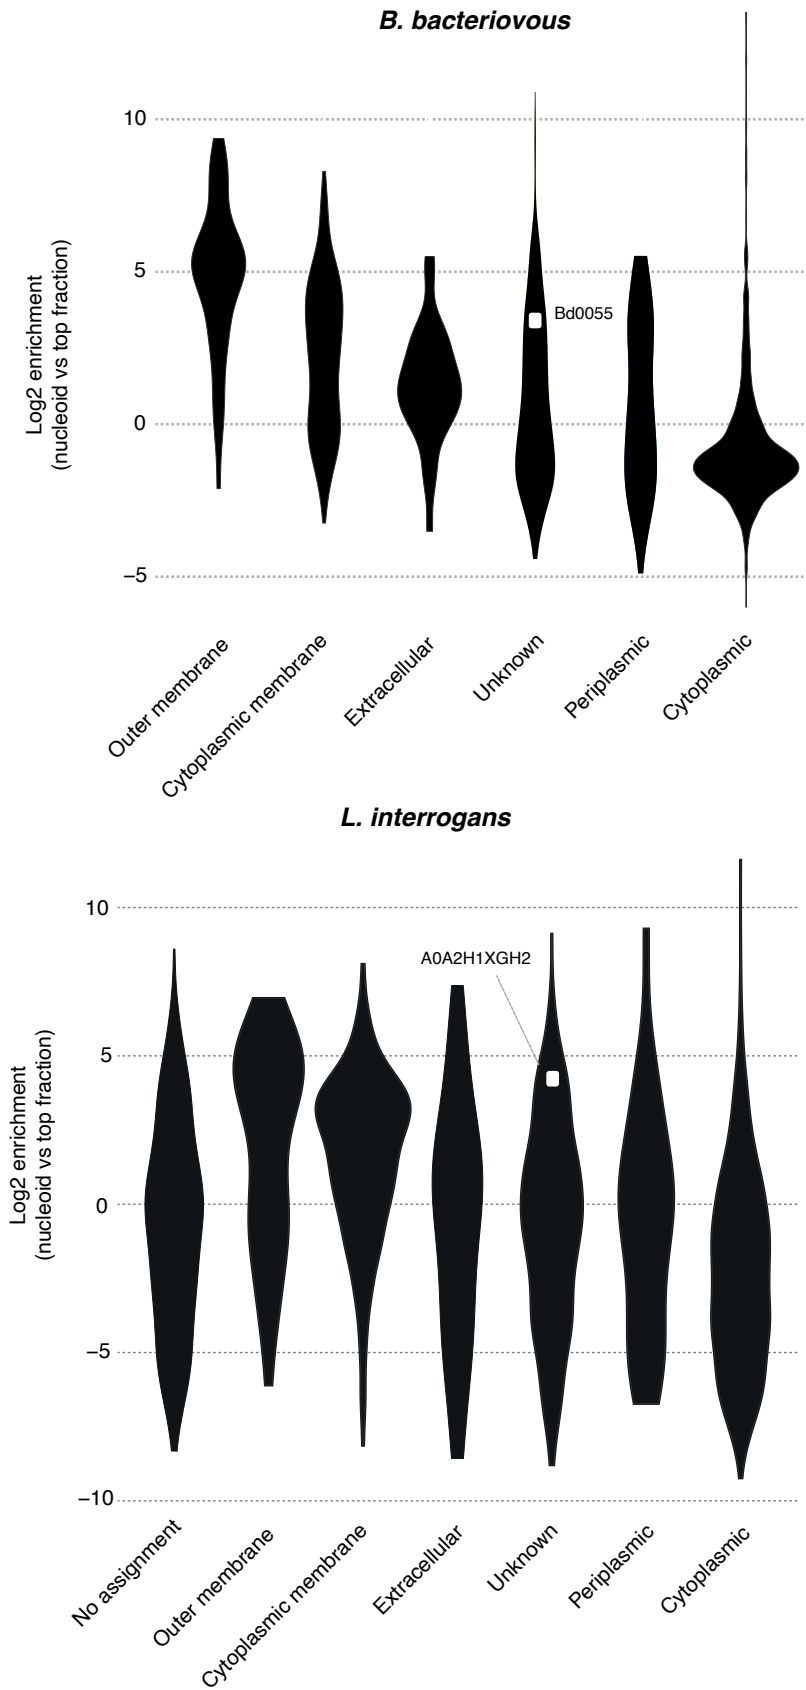 B. bacteriovous
10
5
0
−5
Log2 enrichment
(nucleoid vs top fraction)
Bd0055
Outer membrane
Cytoplasmic membrane
Extracellular
Unknown
Periplasmic
Cytoplasmic
L. interrogans
10
5
0
−5
−10
Log2 enrichment
(nucleoid vs top fraction)
A0A2H1XGH2
No assignment
Outer membrane
Cytoplasmic membrane
Extracellular
Unknown
Periplasmic
Cytoplasmic